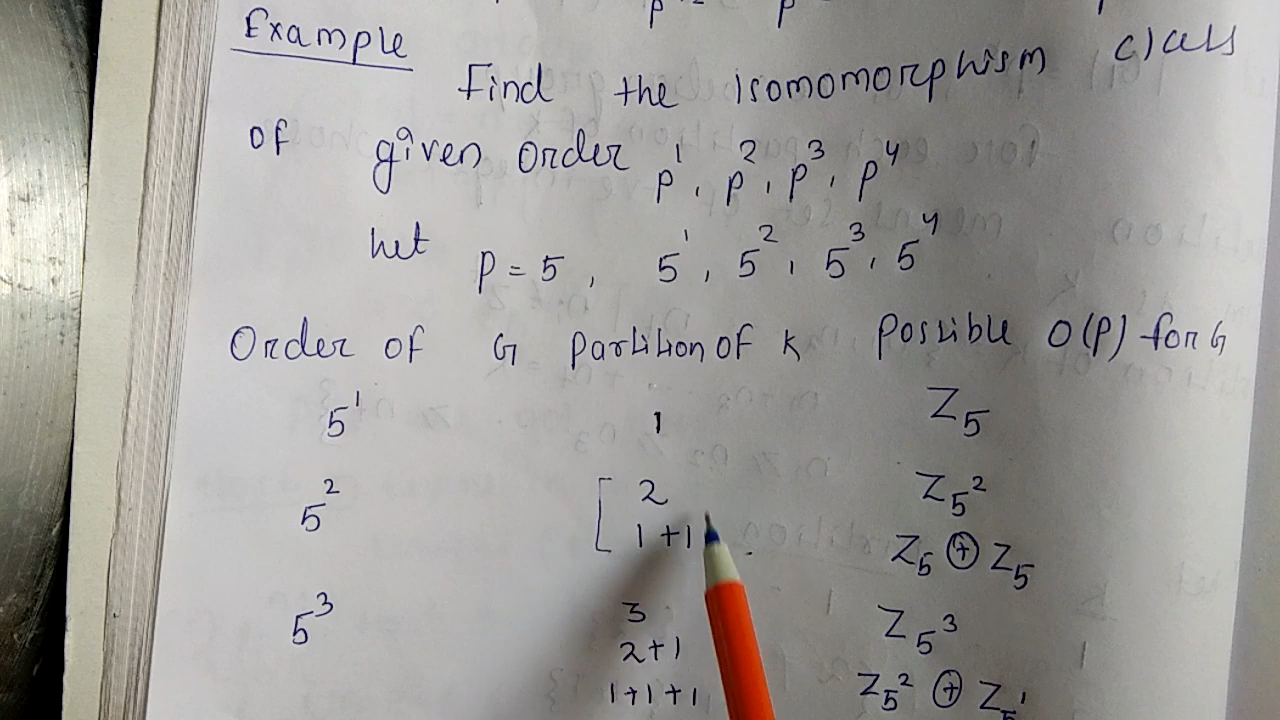 p p
Example
Find the Isomomorphism class
of given order p¹, p², p³, p⁴
Let p = 5, 5¹, 5², 5³, 5⁴
Order of G Partition of K Possible O(P) for G
5¹ 1 Z₅
5² [ 2 Z₅²
1+1 Z₅ ⊕ Z₅
5³ 3 Z₅³
2+1
1+1+1 Z₅² ⊕ Z₅¹